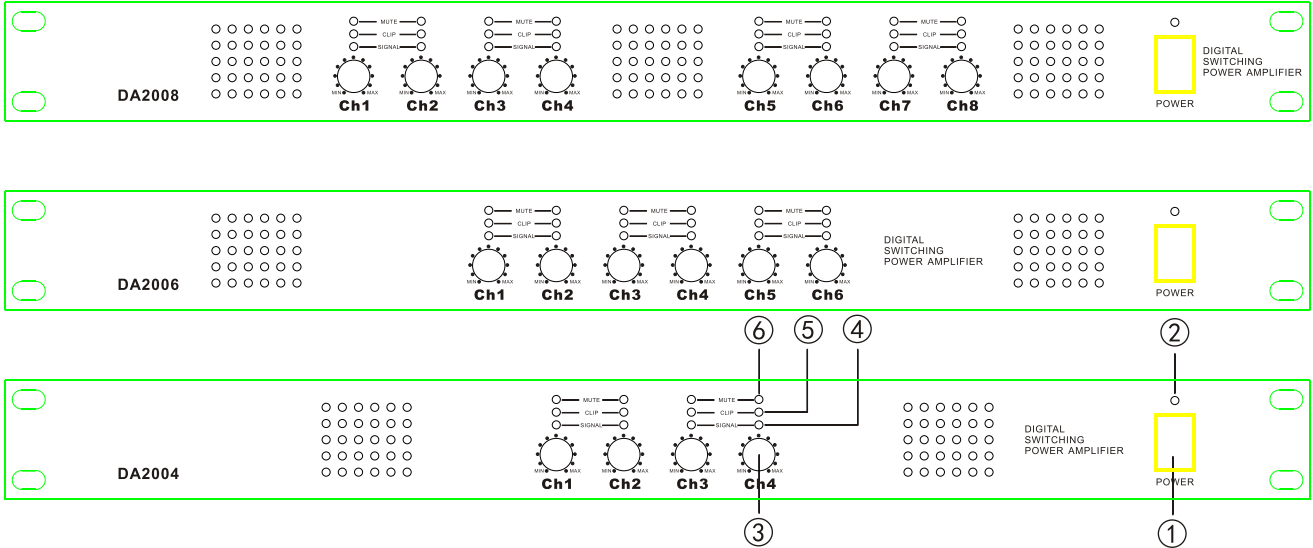 MUTE MUTE MUTE MUTE
CLIP CLIP CLIP CLIP
SIGNAL SIGNAL SIGNAL SIGNAL
DIGITAL
SWITCHING
POWER AMPLIFIER
DA2008
MIN MAX MIN MAX MIN MAX MIN MAX MIN MAX MIN MAX MIN MAX MIN MAX
Ch1 Ch2 Ch3 Ch4 Ch5 Ch6 Ch7 Ch8
POWER
MUTE MUTE MUTE
CLIP CLIP CLIP
SIGNAL SIGNAL SIGNAL
DIGITAL
SWITCHING
POWER AMPLIFIER
DA2006
MIN MAX MIN MAX MIN MAX MIN MAX MIN MAX MIN MAX
Ch1 Ch2 Ch3 Ch4 Ch5 Ch6
POWER
⑥ ⑤ ④ ②
MUTE MUTE
CLIP CLIP
SIGNAL SIGNAL
DIGITAL
SWITCHING
POWER AMPLIFIER
DA2004
MIN MAX MIN MAX MIN MAX MIN MAX
Ch1 Ch2 Ch3 Ch4
POWER
③ ①